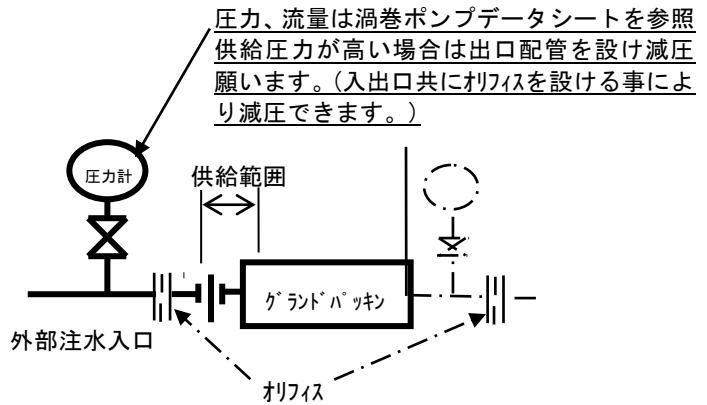 圧力、流量は渦巻ポンプデータシートを参照
供給圧力が高い場合は出口配管を設け減圧
願います。（入出口共にｵﾘﾌｨｽを設ける事によ
り減圧できます。）
圧力計
供給範囲
ｸﾞﾗﾝﾄﾞﾊﾟｯｷﾝ
外部注水入口
ｵﾘﾌｨｽ